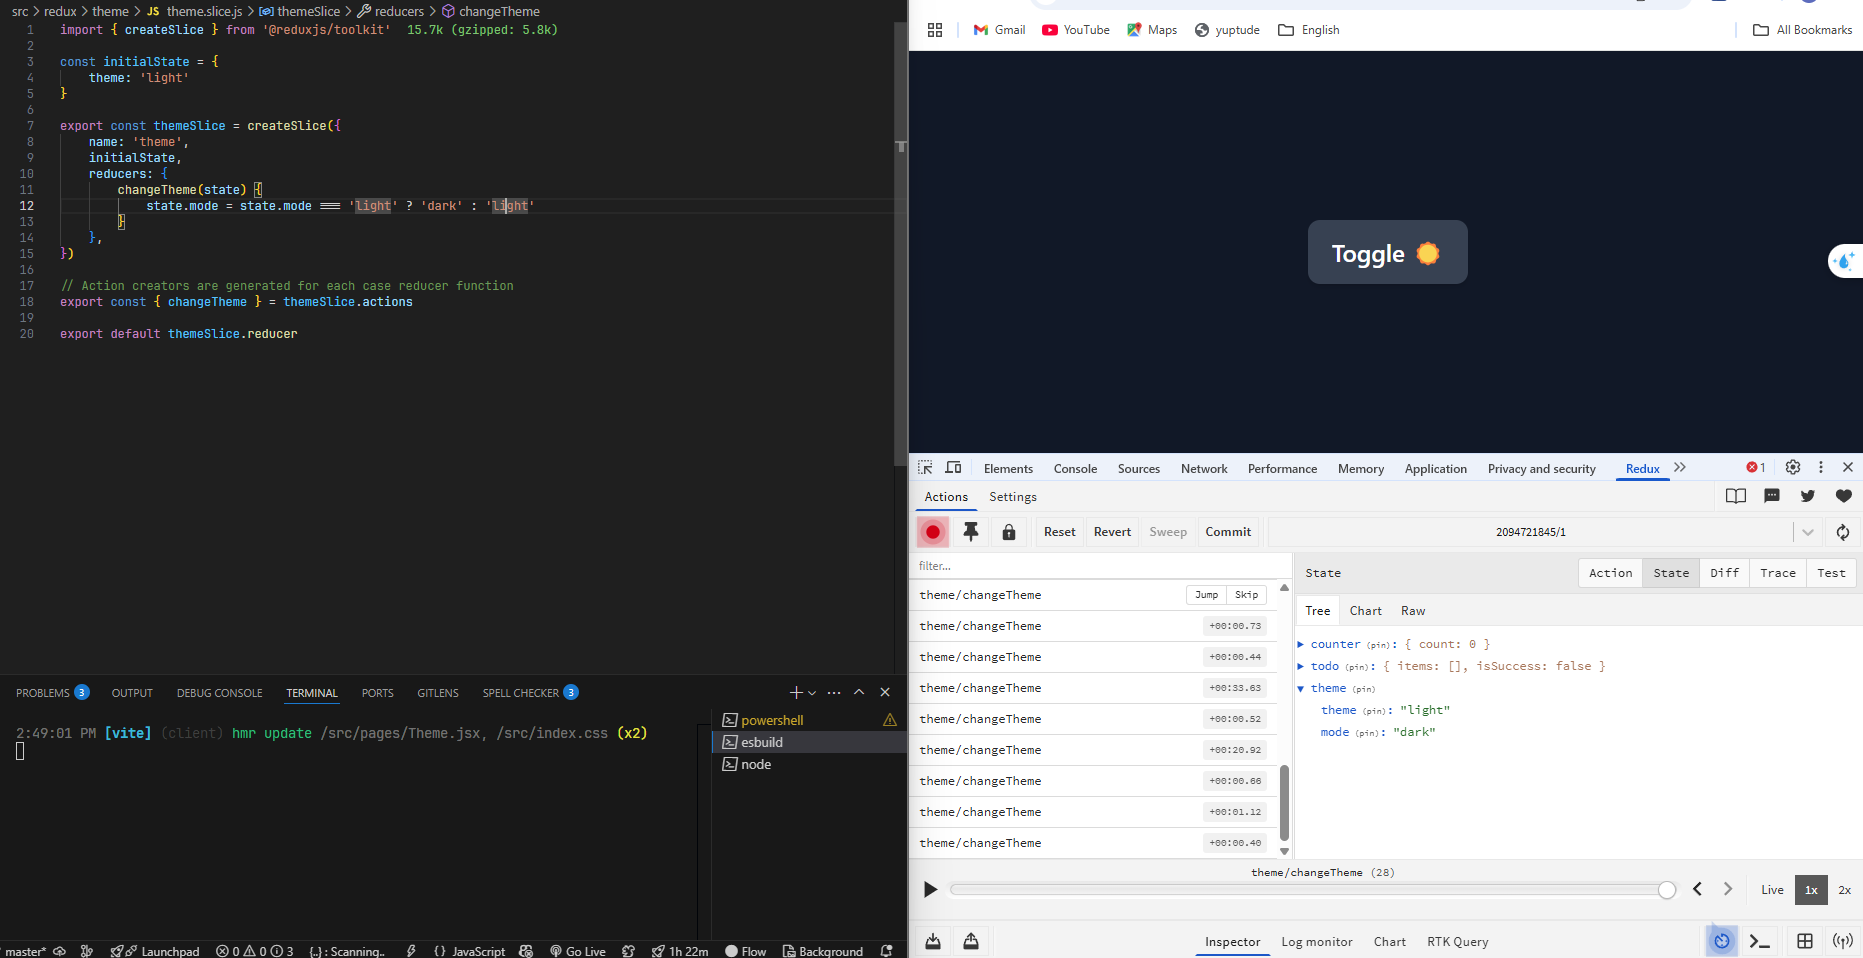 src > redux > theme > JS theme.slice.js > themeSlice > reducers > changeTheme
1 import { createSlice } from '@reduxjs/toolkit' 15.7k (gzipped: 5.8k)
2
3 const initialState = {
4 theme: 'light'
5 }
6
7 export const themeSlice = createSlice({
8 name: 'theme',
9 initialState,
10 reducers: {
11 changeTheme(state) {
12 state.mode = state.mode === 'light' ? 'dark' : 'light'
13 }
14 },
15 })
16
17 // Action creators are generated for each case reducer function
18 export const { changeTheme } = themeSlice.actions
19
20 export default themeSlice.reducer
PROBLEMS 3 OUTPUT DEBUG CONSOLE TERMINAL PORTS GITLENS SPELL CHECKER 3
2:49:01 PM [vite] (client) hmr update /src/pages/Theme.jsx, /src/index.css (x2)
powershell
esbuild
node
master* Launchpad 0 0 3 {..} : Scanning.. {} JavaScript Go Live 1h 22m Flow Background
Gmail YouTube Maps yuptude English All Bookmarks
Toggle
Elements Console Sources Network Performance Memory Application Privacy and security Redux 1
Actions Settings
Reset Revert Sweep Commit 2094721845/1
filter...
theme/changeTheme Jump Skip
theme/changeTheme +00:00.73
theme/changeTheme +00:00.44
theme/changeTheme +00:33.63
theme/changeTheme +00:00.52
theme/changeTheme +00:20.92
theme/changeTheme +00:00.66
theme/changeTheme +00:01.12
theme/changeTheme +00:00.40
State Action State Diff Trace Test
Tree Chart Raw
counter (pin): { count: 0 }
todo (pin): { items: [], isSuccess: false }
theme (pin)
theme (pin): "light"
mode (pin): "dark"
theme/changeTheme (28)
Live 1x 2x
Inspector Log monitor Chart RTK Query